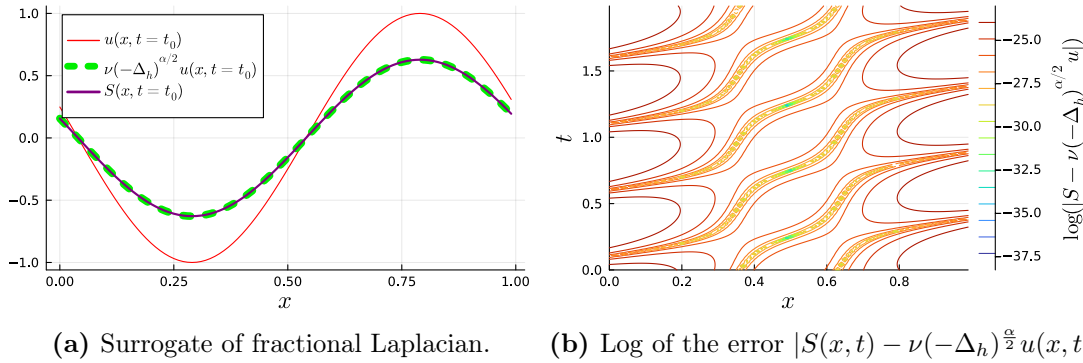 1.0
0.5
0.0
−0.5
−1.0
u(x, t = t₀)
ν(−Δₕ)^{α/2} u(x, t = t₀)
S(x, t = t₀)
0.00 0.25 0.50 0.75 1.00
x
1.5
1.0
0.5
0.0
t
0.0 0.2 0.4 0.6 0.8
x
−25.0
−27.5
−30.0
−32.5
−35.0
−37.5
log(|S − ν(−Δₕ)^{α/2} u|)
(a) Surrogate of fractional Laplacian.
(b) Log of the error |S(x, t) − ν(−Δₕ)^{α/2} u(x, t